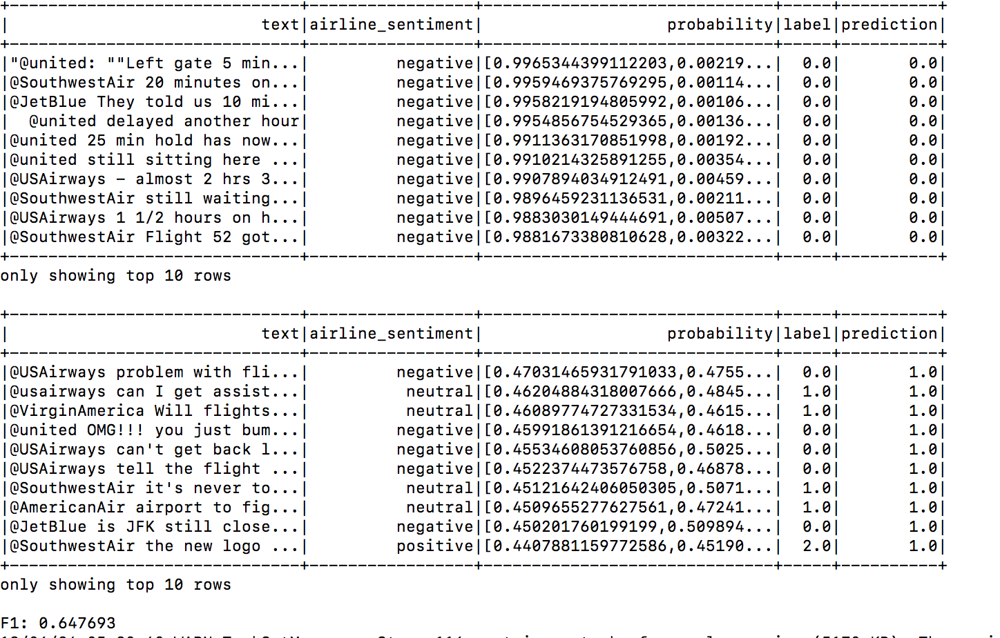 +------------------------------+-----------------+------------------------------+-----+----------+
|                          text|airline_sentiment|                   probability|label|prediction|
+------------------------------+-----------------+------------------------------+-----+----------+
|"@united: ""Left gate 5 min...|         negative|[0.9965344399112203,0.00219...|  0.0|       0.0|
|@SouthwestAir 20 minutes on...|         negative|[0.9959469375769295,0.00114...|  0.0|       0.0|
|@JetBlue They told us 10 mi...|         negative|[0.9958219194805992,0.00106...|  0.0|       0.0|
|  @united delayed another hour|         negative|[0.9954856754529365,0.00136...|  0.0|       0.0|
|@united 25 min hold has now...|         negative|[0.9911363170851998,0.00192...|  0.0|       0.0|
|@united still sitting here ...|         negative|[0.9910214325891255,0.00354...|  0.0|       0.0|
|@USAirways – almost 2 hrs 3...|         negative|[0.9907894034912491,0.00459...|  0.0|       0.0|
|@SouthwestAir still waiting...|         negative|[0.9896459231136531,0.00211...|  0.0|       0.0|
|@USAirways 1 1/2 hours on h...|         negative|[0.9883030149444691,0.00507...|  0.0|       0.0|
|@SouthwestAir Flight 52 got...|         negative|[0.9881673380810628,0.00322...|  0.0|       0.0|
+------------------------------+-----------------+------------------------------+-----+----------+
only showing top 10 rows
+------------------------------+-----------------+------------------------------+-----+----------+
|                          text|airline_sentiment|                   probability|label|prediction|
+------------------------------+-----------------+------------------------------+-----+----------+
|@USAirways problem with fli...|         negative|[0.47031465931791033,0.4755...|  0.0|       1.0|
|@usairways can I get assist...|          neutral|[0.46204884318007666,0.4845...|  1.0|       1.0|
|@VirginAmerica Will flights...|          neutral|[0.46089774727331534,0.4615...|  1.0|       1.0|
|@united OMG!!! you just bum...|         negative|[0.45991861391216654,0.4618...|  0.0|       1.0|
|@USAirways can't get back l...|         negative|[0.45534608053760856,0.5025...|  0.0|       1.0|
|@USAirways tell the flight ...|         negative|[0.4522374473576758,0.46878...|  0.0|       1.0|
|@SouthwestAir it's never to...|          neutral|[0.45121642406050305,0.5071...|  1.0|       1.0|
|@AmericanAir airport to fig...|          neutral|[0.4509655277627561,0.47241...|  1.0|       1.0|
|@JetBlue is JFK still close...|         negative|[0.450201760199199,0.509894...|  0.0|       1.0|
|@SouthwestAir the new logo ...|         positive|[0.4407881159772586,0.45190...|  2.0|       1.0|
+------------------------------+-----------------+------------------------------+-----+----------+
only showing top 10 rows
F1: 0.647693